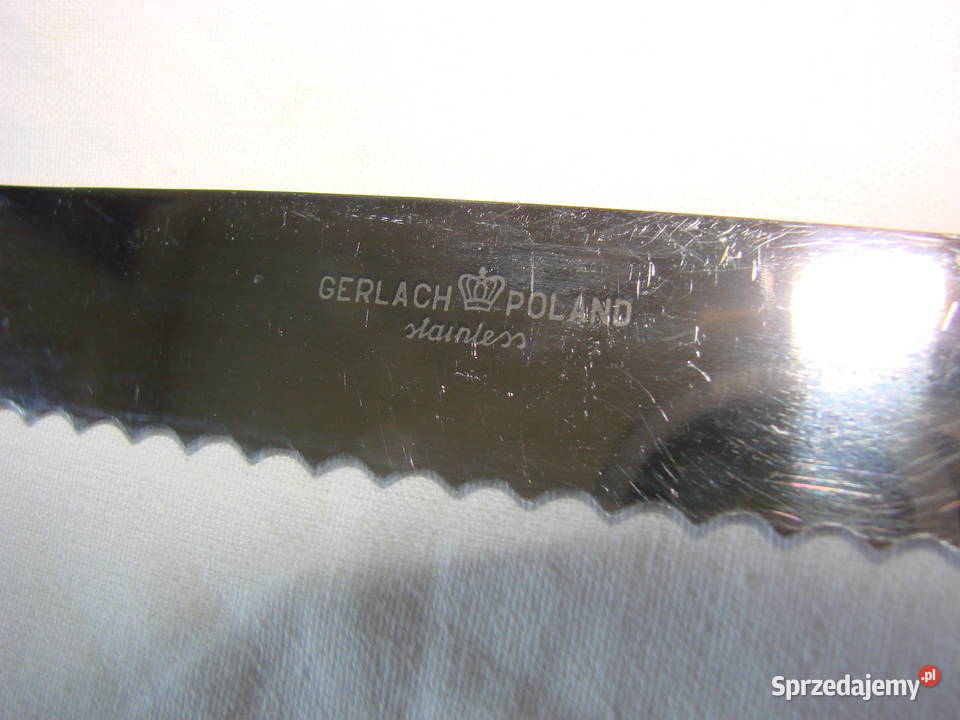 GERLACH POLAND
stainless
Sprzedajemy.pl